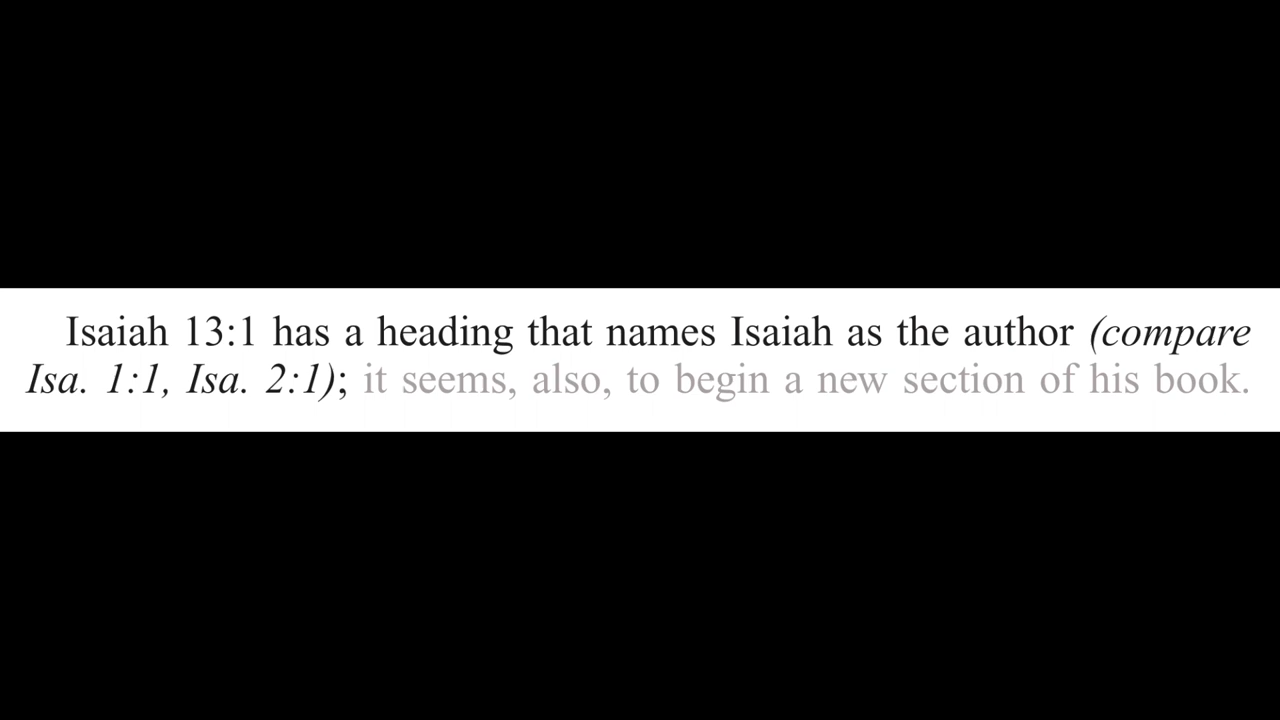 Isaiah 13:1 has a heading that names Isaiah as the author (compare
Isa. 1:1, Isa. 2:1); it seems, also, to begin a new section of his book.